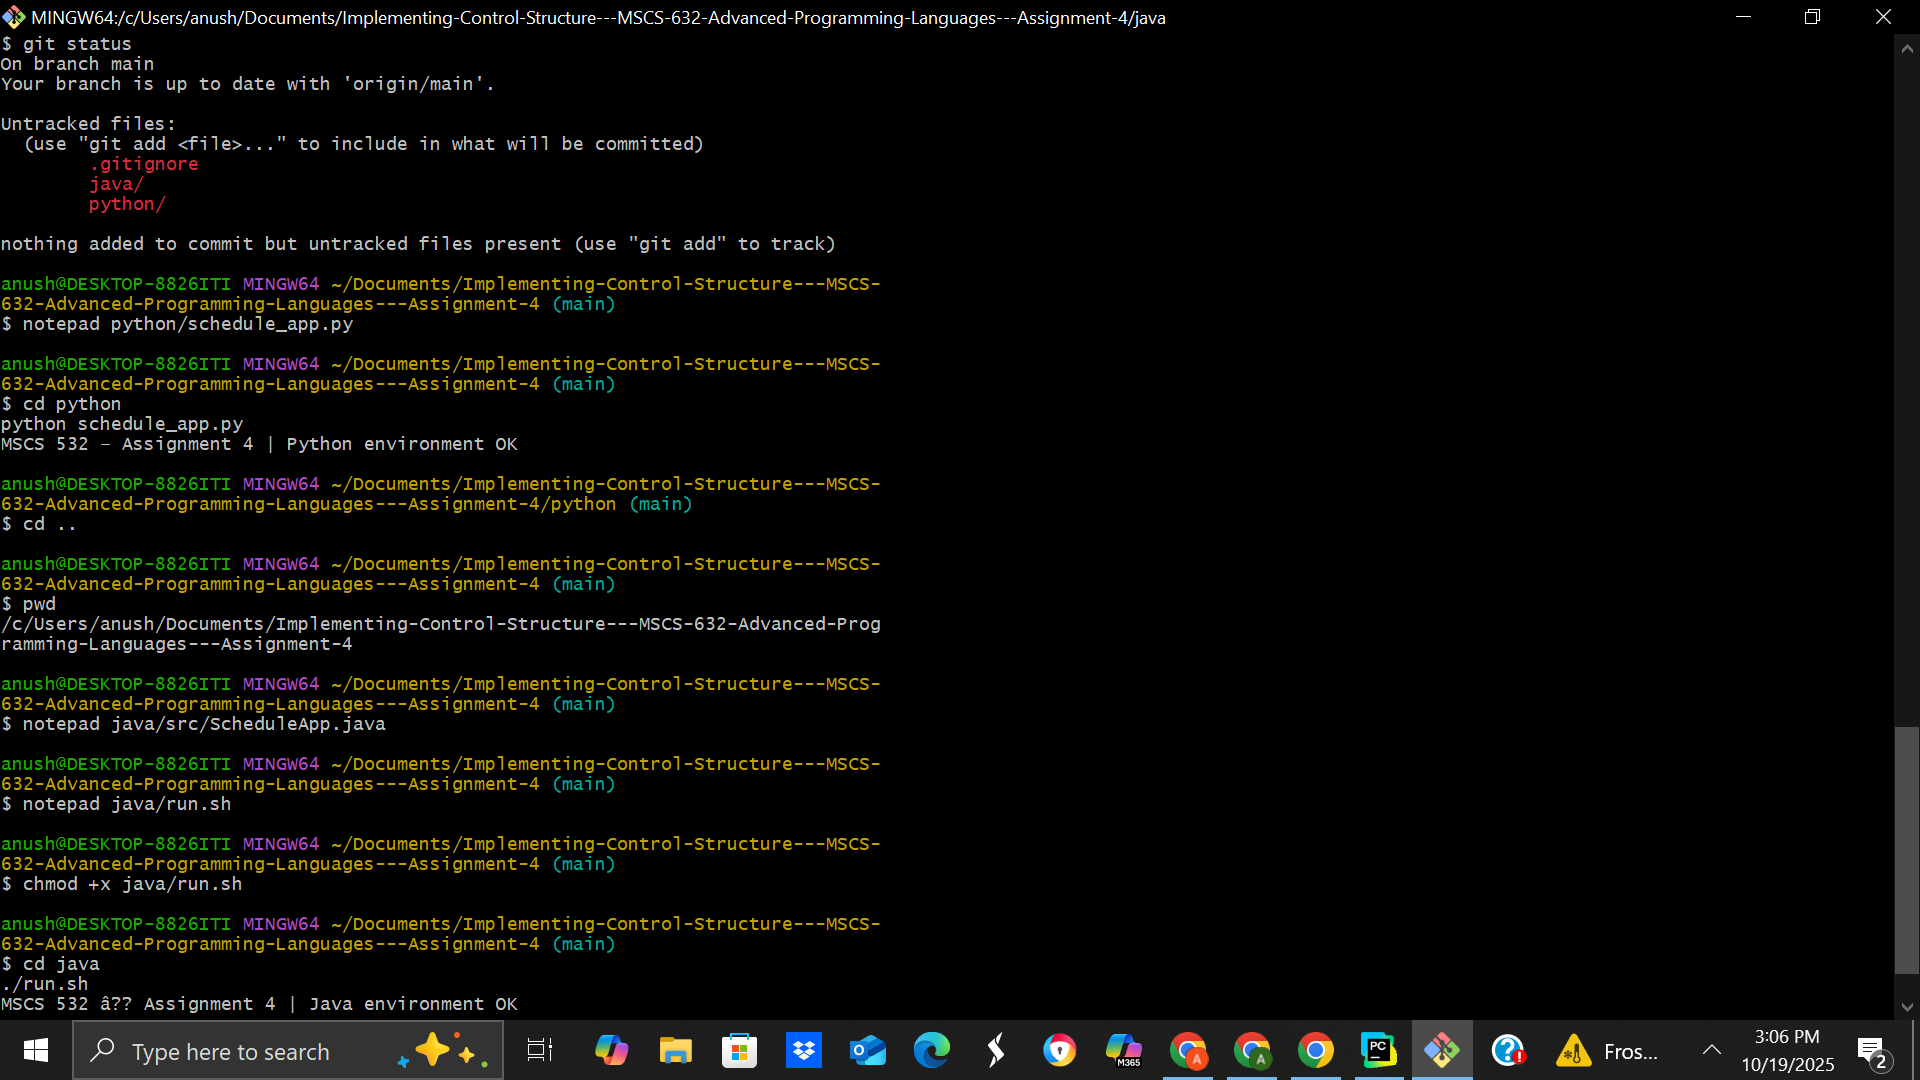 MINGW64:/c/Users/anush/Documents/Implementing-Control-Structure---MSCS-632-Advanced-Programming-Languages---Assignment-4/java
$ git status
On branch main
Your branch is up to date with 'origin/main'.
Untracked files:
(use "git add <file>..." to include in what will be committed)
.gitignore
java/
python/
nothing added to commit but untracked files present (use "git add" to track)
anush@DESKTOP-8826ITI MINGW64 ~/Documents/Implementing-Control-Structure---MSCS-
632-Advanced-Programming-Languages---Assignment-4 (main)
$ notepad python/schedule_app.py
anush@DESKTOP-8826ITI MINGW64 ~/Documents/Implementing-Control-Structure---MSCS-
632-Advanced-Programming-Languages---Assignment-4 (main)
$ cd python
python schedule_app.py
MSCS 532 – Assignment 4 | Python environment OK
anush@DESKTOP-8826ITI MINGW64 ~/Documents/Implementing-Control-Structure---MSCS-
632-Advanced-Programming-Languages---Assignment-4/python (main)
$ cd ..
anush@DESKTOP-8826ITI MINGW64 ~/Documents/Implementing-Control-Structure---MSCS-
632-Advanced-Programming-Languages---Assignment-4 (main)
$ pwd
/c/Users/anush/Documents/Implementing-Control-Structure---MSCS-632-Advanced-Prog
ramming-Languages---Assignment-4
anush@DESKTOP-8826ITI MINGW64 ~/Documents/Implementing-Control-Structure---MSCS-
632-Advanced-Programming-Languages---Assignment-4 (main)
$ notepad java/src/ScheduleApp.java
anush@DESKTOP-8826ITI MINGW64 ~/Documents/Implementing-Control-Structure---MSCS-
632-Advanced-Programming-Languages---Assignment-4 (main)
$ notepad java/run.sh
anush@DESKTOP-8826ITI MINGW64 ~/Documents/Implementing-Control-Structure---MSCS-
632-Advanced-Programming-Languages---Assignment-4 (main)
$ chmod +x java/run.sh
anush@DESKTOP-8826ITI MINGW64 ~/Documents/Implementing-Control-Structure---MSCS-
632-Advanced-Programming-Languages---Assignment-4 (main)
$ cd java
./run.sh
MSCS 532 â?? Assignment 4 | Java environment OK
Type here to search
M365
A
A
PC
Fros...
3:06 PM
10/19/2025
2